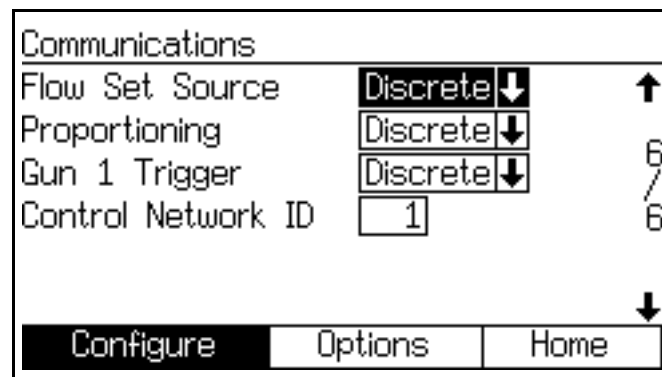 Communications
Flow Set Source Discrete
Proportioning Discrete
Gun 1 Trigger Discrete
Control Network ID 1
6/6
Configure Options Home